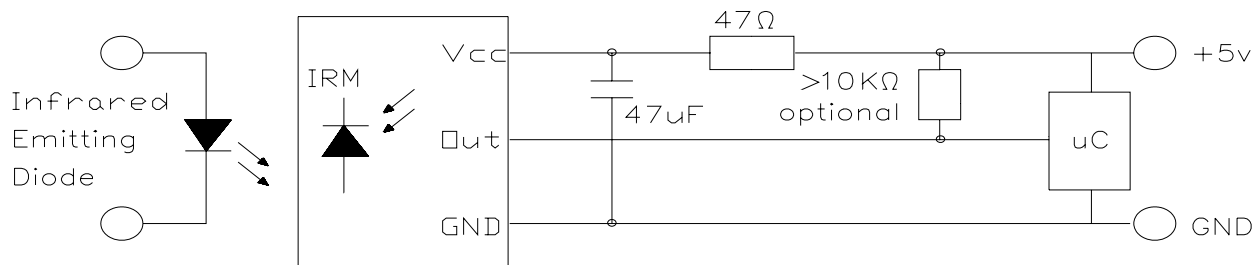 Infrared
Emitting
Diode
IRM
Vcc
Out
GND
47uF
47Ω
>10KΩ
optional
uC
+5v
GND